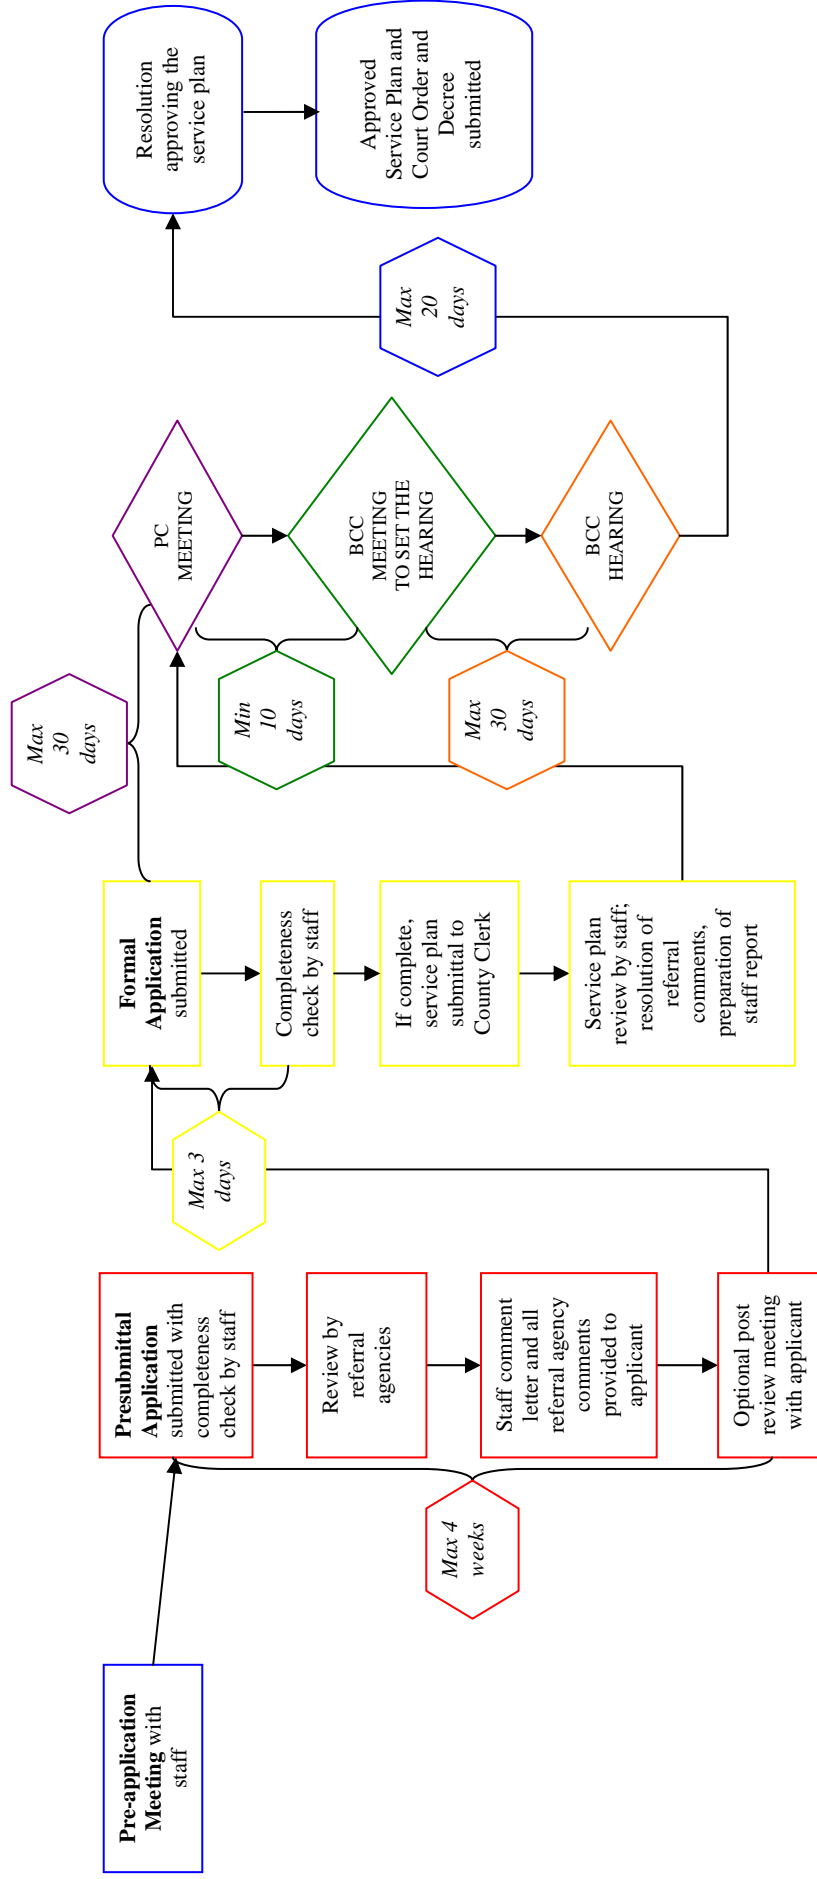 Pre-application
Meeting with
staff
Max 4
weeks
Presubmittal
Application
submitted with
completeness
check by staff
Review by
referral
agencies
Staff comment
letter and all
referral agency
comments
provided to
applicant
Optional post
review meeting
with applicant
Max 3
days
Formal
Application
submitted
Completeness
check by staff
If complete,
service plan
submittal to
County Clerk
Service plan
review by staff;
resolution of
referral
comments,
preparation of
staff report
Max
30
days
Min
10
days
Max
30
days
PC
MEETING
BCC
MEETING
TO SET THE
HEARING
BCC
HEARING
Max
20
days
Resolution
approving the
service plan
Approved
Service Plan and
Court Order and
Decree
submitted